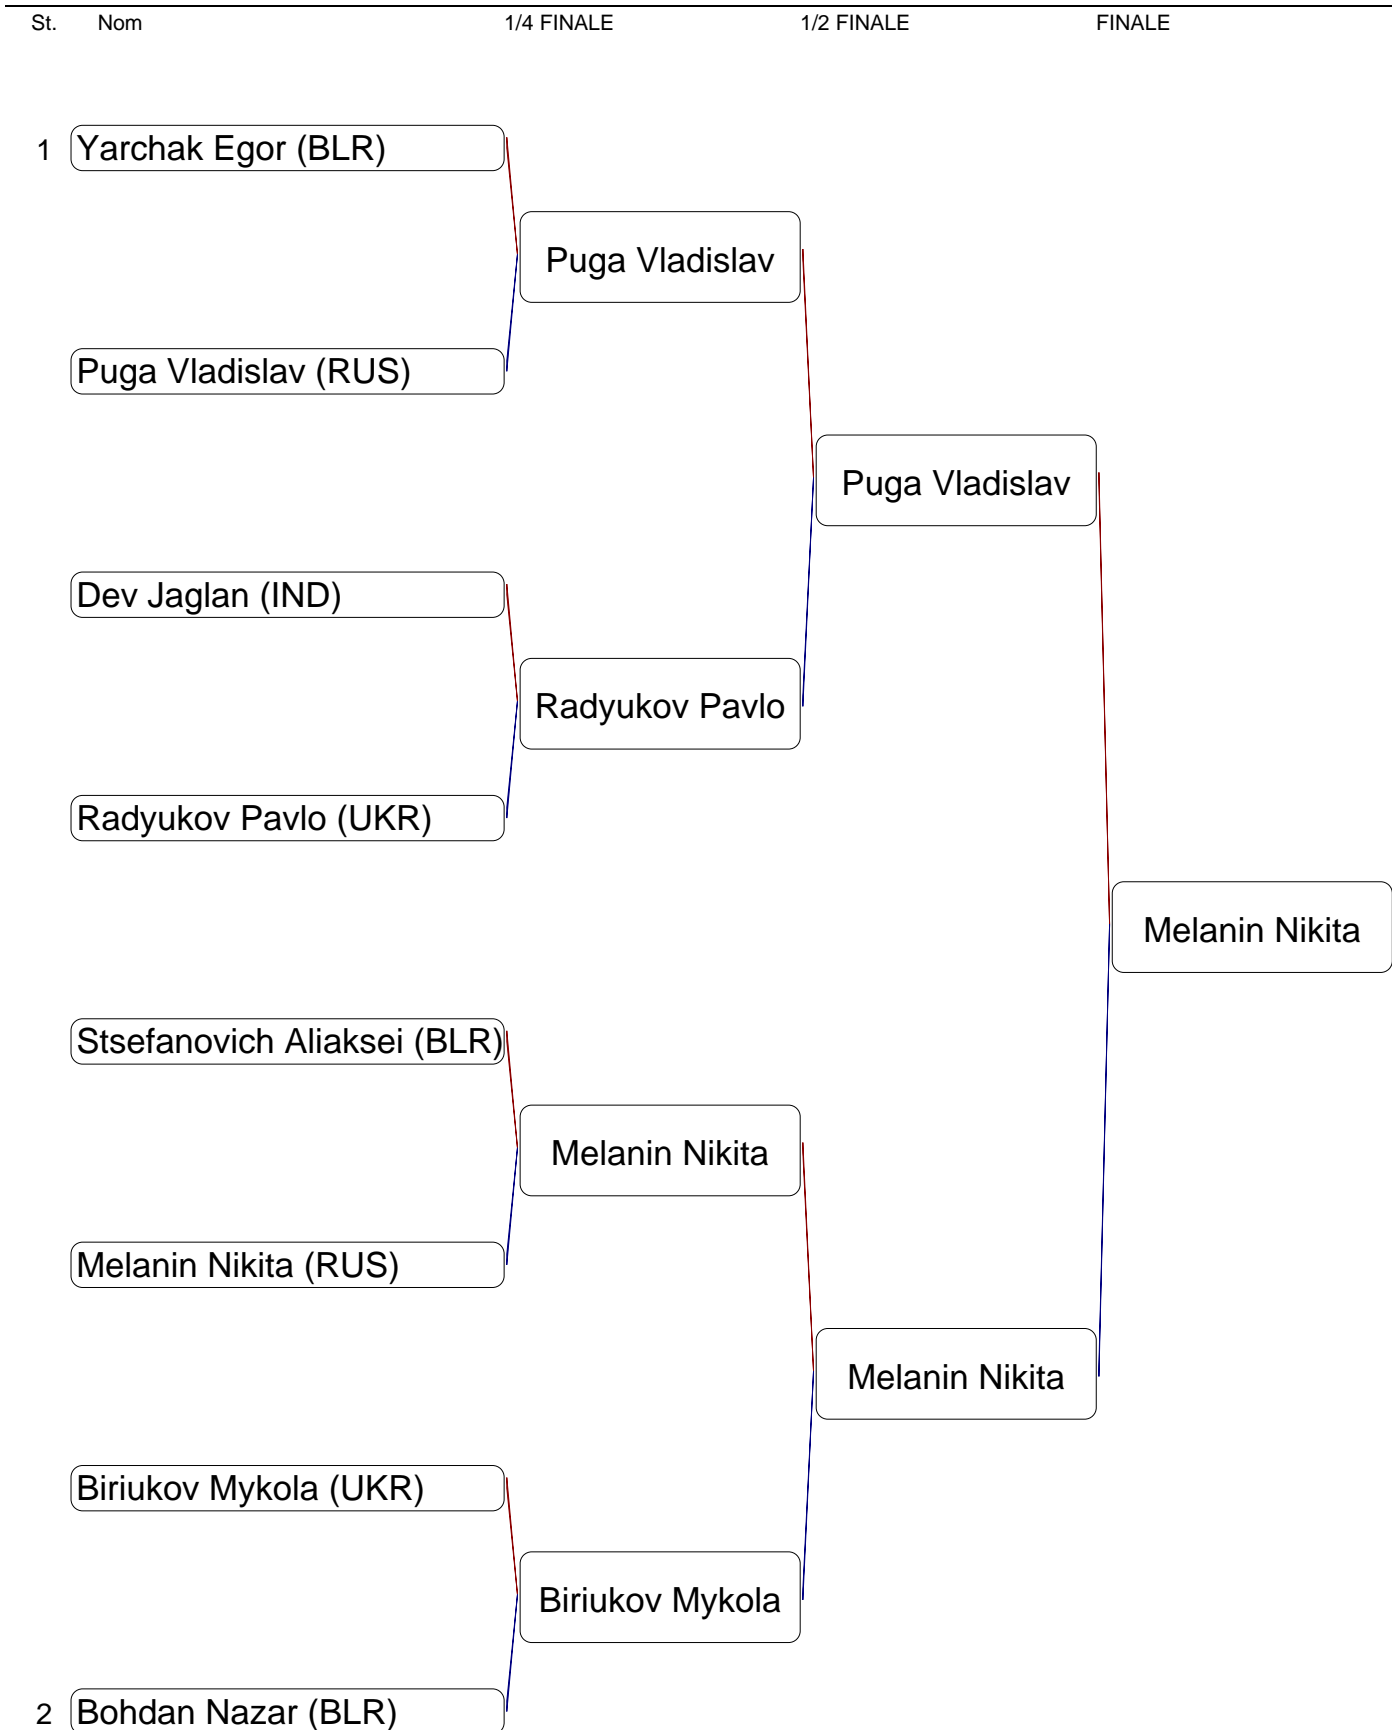 St. Nom 1/4 FINALE 1/2 FINALE FINALE
1 Yarchak Egor (BLR)
Puga Vladislav
Puga Vladislav (RUS)
Puga Vladislav
Dev Jaglan (IND)
Radyukov Pavlo
Radyukov Pavlo (UKR)
Melanin Nikita
Stsefanovich Aliaksei (BLR)
Melanin Nikita
Melanin Nikita (RUS)
Melanin Nikita
Biriukov Mykola (UKR)
Biriukov Mykola
2 Bohdan Nazar (BLR)